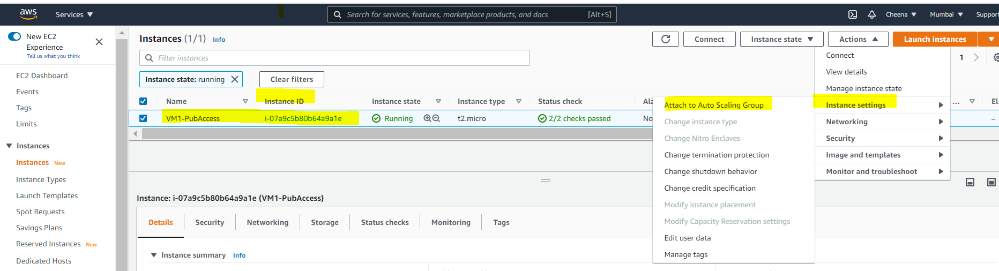 aws Services Search for services, features, marketplace products, and docs [Alt+S] Cheena Mumbai Support
New EC2
Experience
Tell us what you think
EC2 Dashboard
Events
Tags
Limits
Instances
Instances New
Instance Types
Launch Templates
Spot Requests
Savings Plans
Reserved Instances New
Dedicated Hosts
Instances (1/1) Info
Connect Instance state Actions Launch instances
Filter instances
1
Instance state: running Clear filters
Name Instance ID Instance state Instance type Status check Ala ... Ela
VM1-PubAccess i-07a9c5b80b64a9a1e Running t2.micro 2/2 checks passed No –
Connect
View details
Manage instance state
Instance settings
Networking
Security
Image and templates
Monitor and troubleshoot
Attach to Auto Scaling Group
Change instance type
Change Nitro Enclaves
Change termination protection
Change shutdown behavior
Change credit specification
Modify instance placement
Modify Capacity Reservation settings
Edit user data
Manage tags
Instance: i-07a9c5b80b64a9a1e (VM1-PubAccess)
Details Security Networking Storage Status checks Monitoring Tags
Instance summary Info